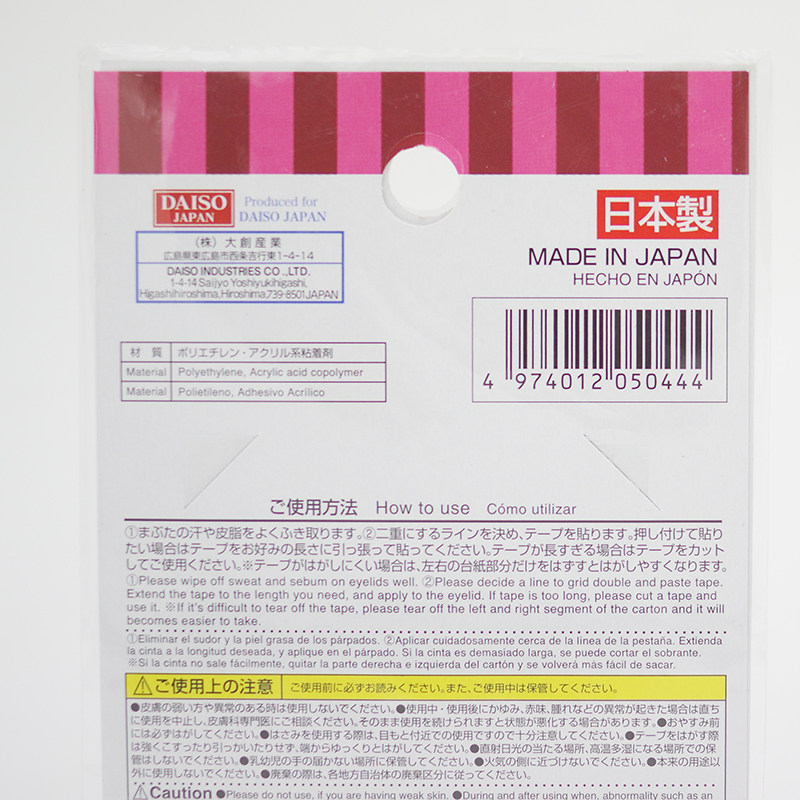 DAISO
JAPAN
Produced for
DAISO JAPAN
(株) 大創産業
広島県東広島市西条吉行東1-4-14
DAISO INDUSTRIES CO.,LTD.
1-4-14 Saijyo Yoshiyukihigashi,
Higashihiroshima,Hiroshima,739-8501JAPAN
日本製
MADE IN JAPAN
HECHO EN JAPÓN
4 974012 050444
材 質 ポリエチレン・アクリル系粘着剤
Material Polyethylene, Acrylic acid copolymer
Material Polietileno, Adhesivo Acrílico
ご使用方法 How to use Cómo utilizar
①まぶたの汗や皮脂をよくふき取ります。②二重にするラインを決め、テープを貼ります。押し付けて貼り
たい場合はテープをお好みの長さに引っ張って貼ってください。テープが長すぎる場合はテープをカット
してご使用ください。※テープがはがしにくい場合は、左右の台紙部分だけをはずすとはがしやすくなります。
①Please wipe off sweat and sebum on eyelids well. ②Please decide a line to grid double and paste tape.
Extend the tape to the length you need, and apply to the eyelid. If tape is too long, please cut a tape and
use it. ※If it's difficult to tear off the tape, please tear off the left and right segment of the carton and it will
becomes easier to take.
①Eliminar el sudor y la piel grasa de los párpados. ②Aplicar cuidadosamente cerca de la línea de la pestaña. Extienda
la cinta a la longitud deseada, y aplique en el párpado. Si la cinta es demasiado larga, se puede cortar el sobrante.
※Si la cinta no sale fácilmente, quitar la parte derecha e izquierda del cartón y se volverá más fácil de sacar.
⚠ご使用上の注意 ご使用前に必ずお読みください。また、ご使用中は保管してください。
●皮膚の弱い方や異常のある時は使用しないでください。●使用中・使用後にかゆみ、赤味、腫れなどの異常が起きた場合は直ち
に使用を中止し、皮膚科専門医にご相談ください。そのまま使用を続けられますと状態が悪化する場合があります。●おやすみ前
には必ずはがしてください。●はさみを使用する際は、目もと付近での使用ですので十分注意してください。●テープをはがす際
は強くこすったり引っかいたりせず、端からゆっくりとはがしてください。●直射日光の当たる場所、高温多湿になる場所での保
管はしないでください。●乳幼児の手の届かない場所に保管してください。●火気の側に近づけないでください。●本来の用途以
外に使用しないでください。●廃棄の際は、各地方自治体の廃棄区分に従ってください。
⚠Caution ●Please do not use, if you are having weak skin. ●During and after using when, abnormality such as an